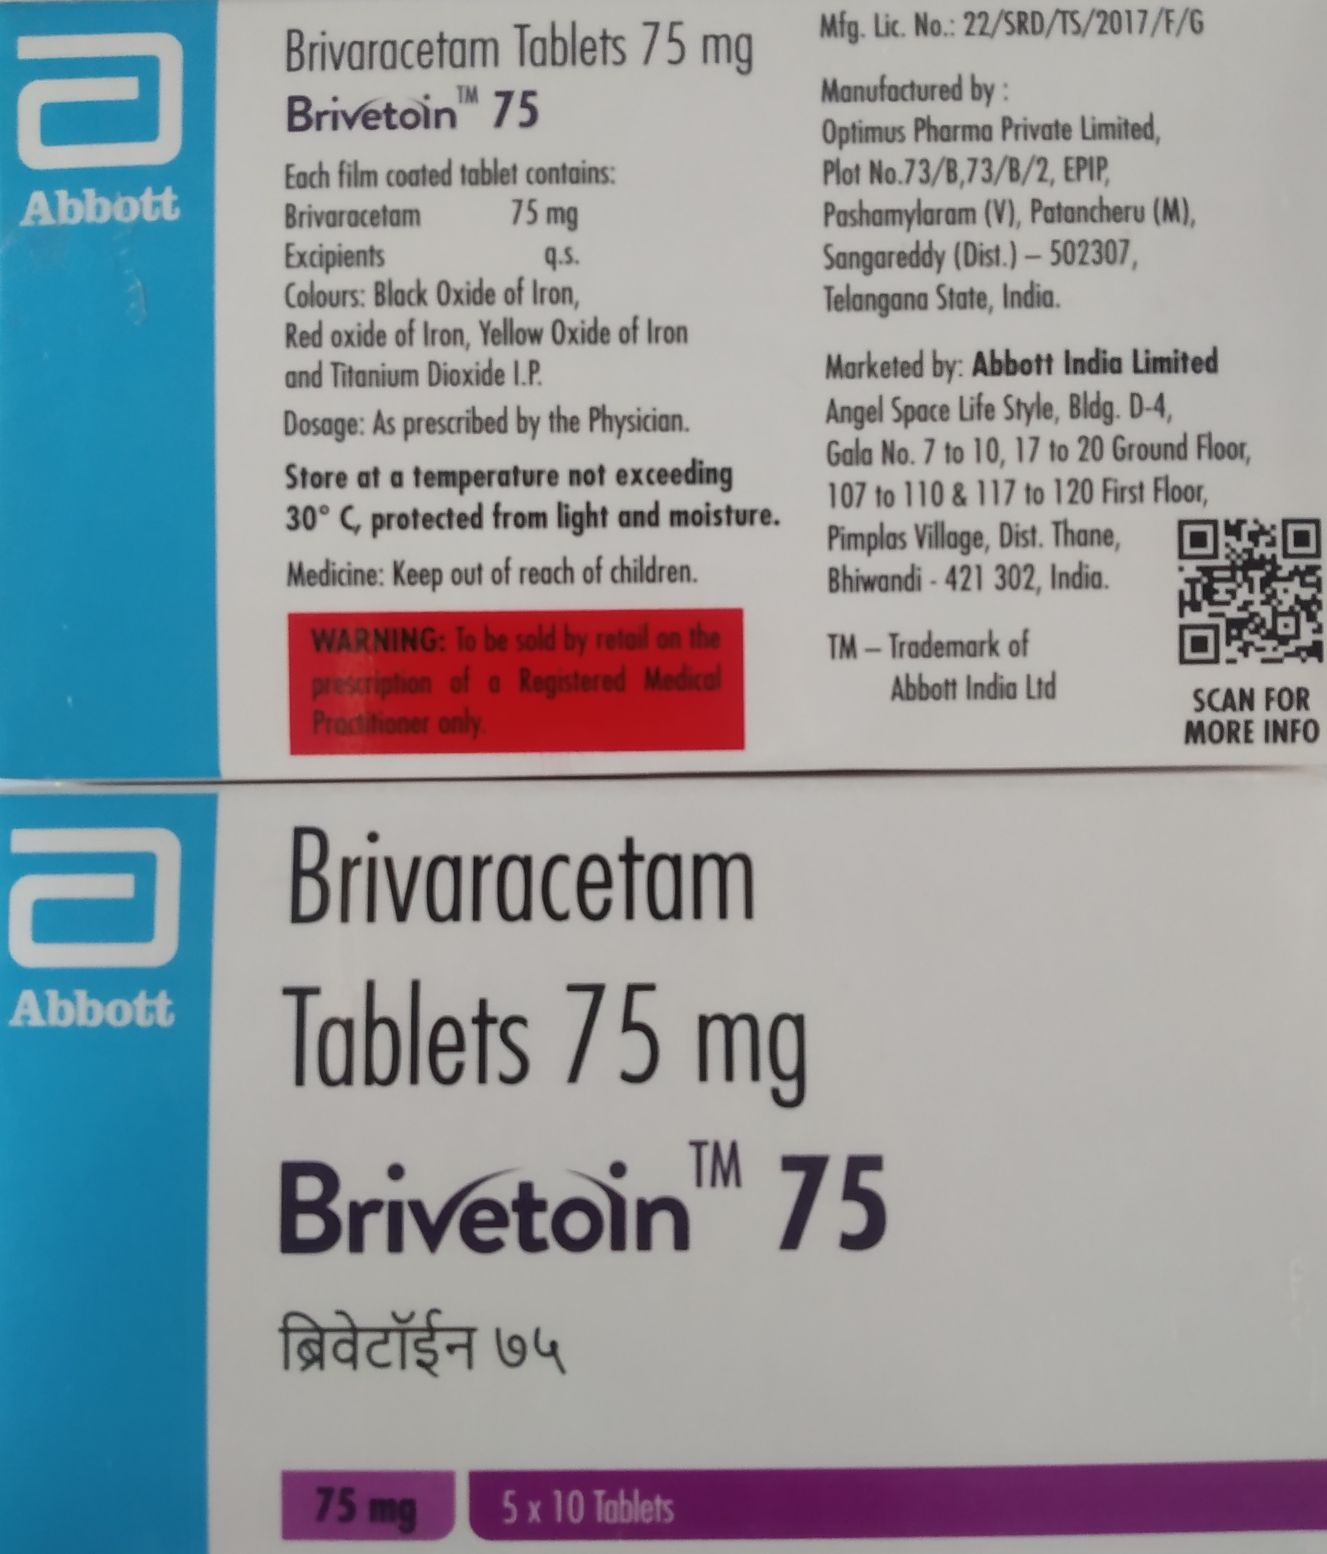 Abbott
Brivaracetam Tablets 75 mg
Brivetoin™ 75
Each film coated tablet contains:
Brivaracetam 75 mg
Excipients q.s.
Colours: Black Oxide of Iron,
Red oxide of Iron, Yellow Oxide of Iron
and Titanium Dioxide I.P.
Dosage: As prescribed by the Physician.
Store at a temperature not exceeding
30° C, protected from light and moisture.
Medicine: Keep out of reach of children.
WARNING: To be sold by retail on the
prescription of a Registered Medical
Practitioner only.
Mfg. Lic. No.: 22/SRD/TS/2017/F/G
Manufactured by :
Optimus Pharma Private Limited,
Plot No.73/B,73/B/2, EPIP,
Pashamylaram (V), Patancheru (M),
Sangareddy (Dist.) – 502307,
Telangana State, India.
Marketed by: Abbott India Limited
Angel Space Life Style, Bldg. D-4,
Gala No. 7 to 10, 17 to 20 Ground Floor,
107 to 110 & 117 to 120 First Floor,
Pimplas Village, Dist. Thane,
Bhiwandi - 421 302, India.
TM – Trademark of
Abbott India Ltd
SCAN FOR
MORE INFO
Abbott
Brivaracetam
Tablets 75 mg
Brivetoin™ 75
ब्रिवेटॉईन ७५
75 mg
5 x 10 Tablets